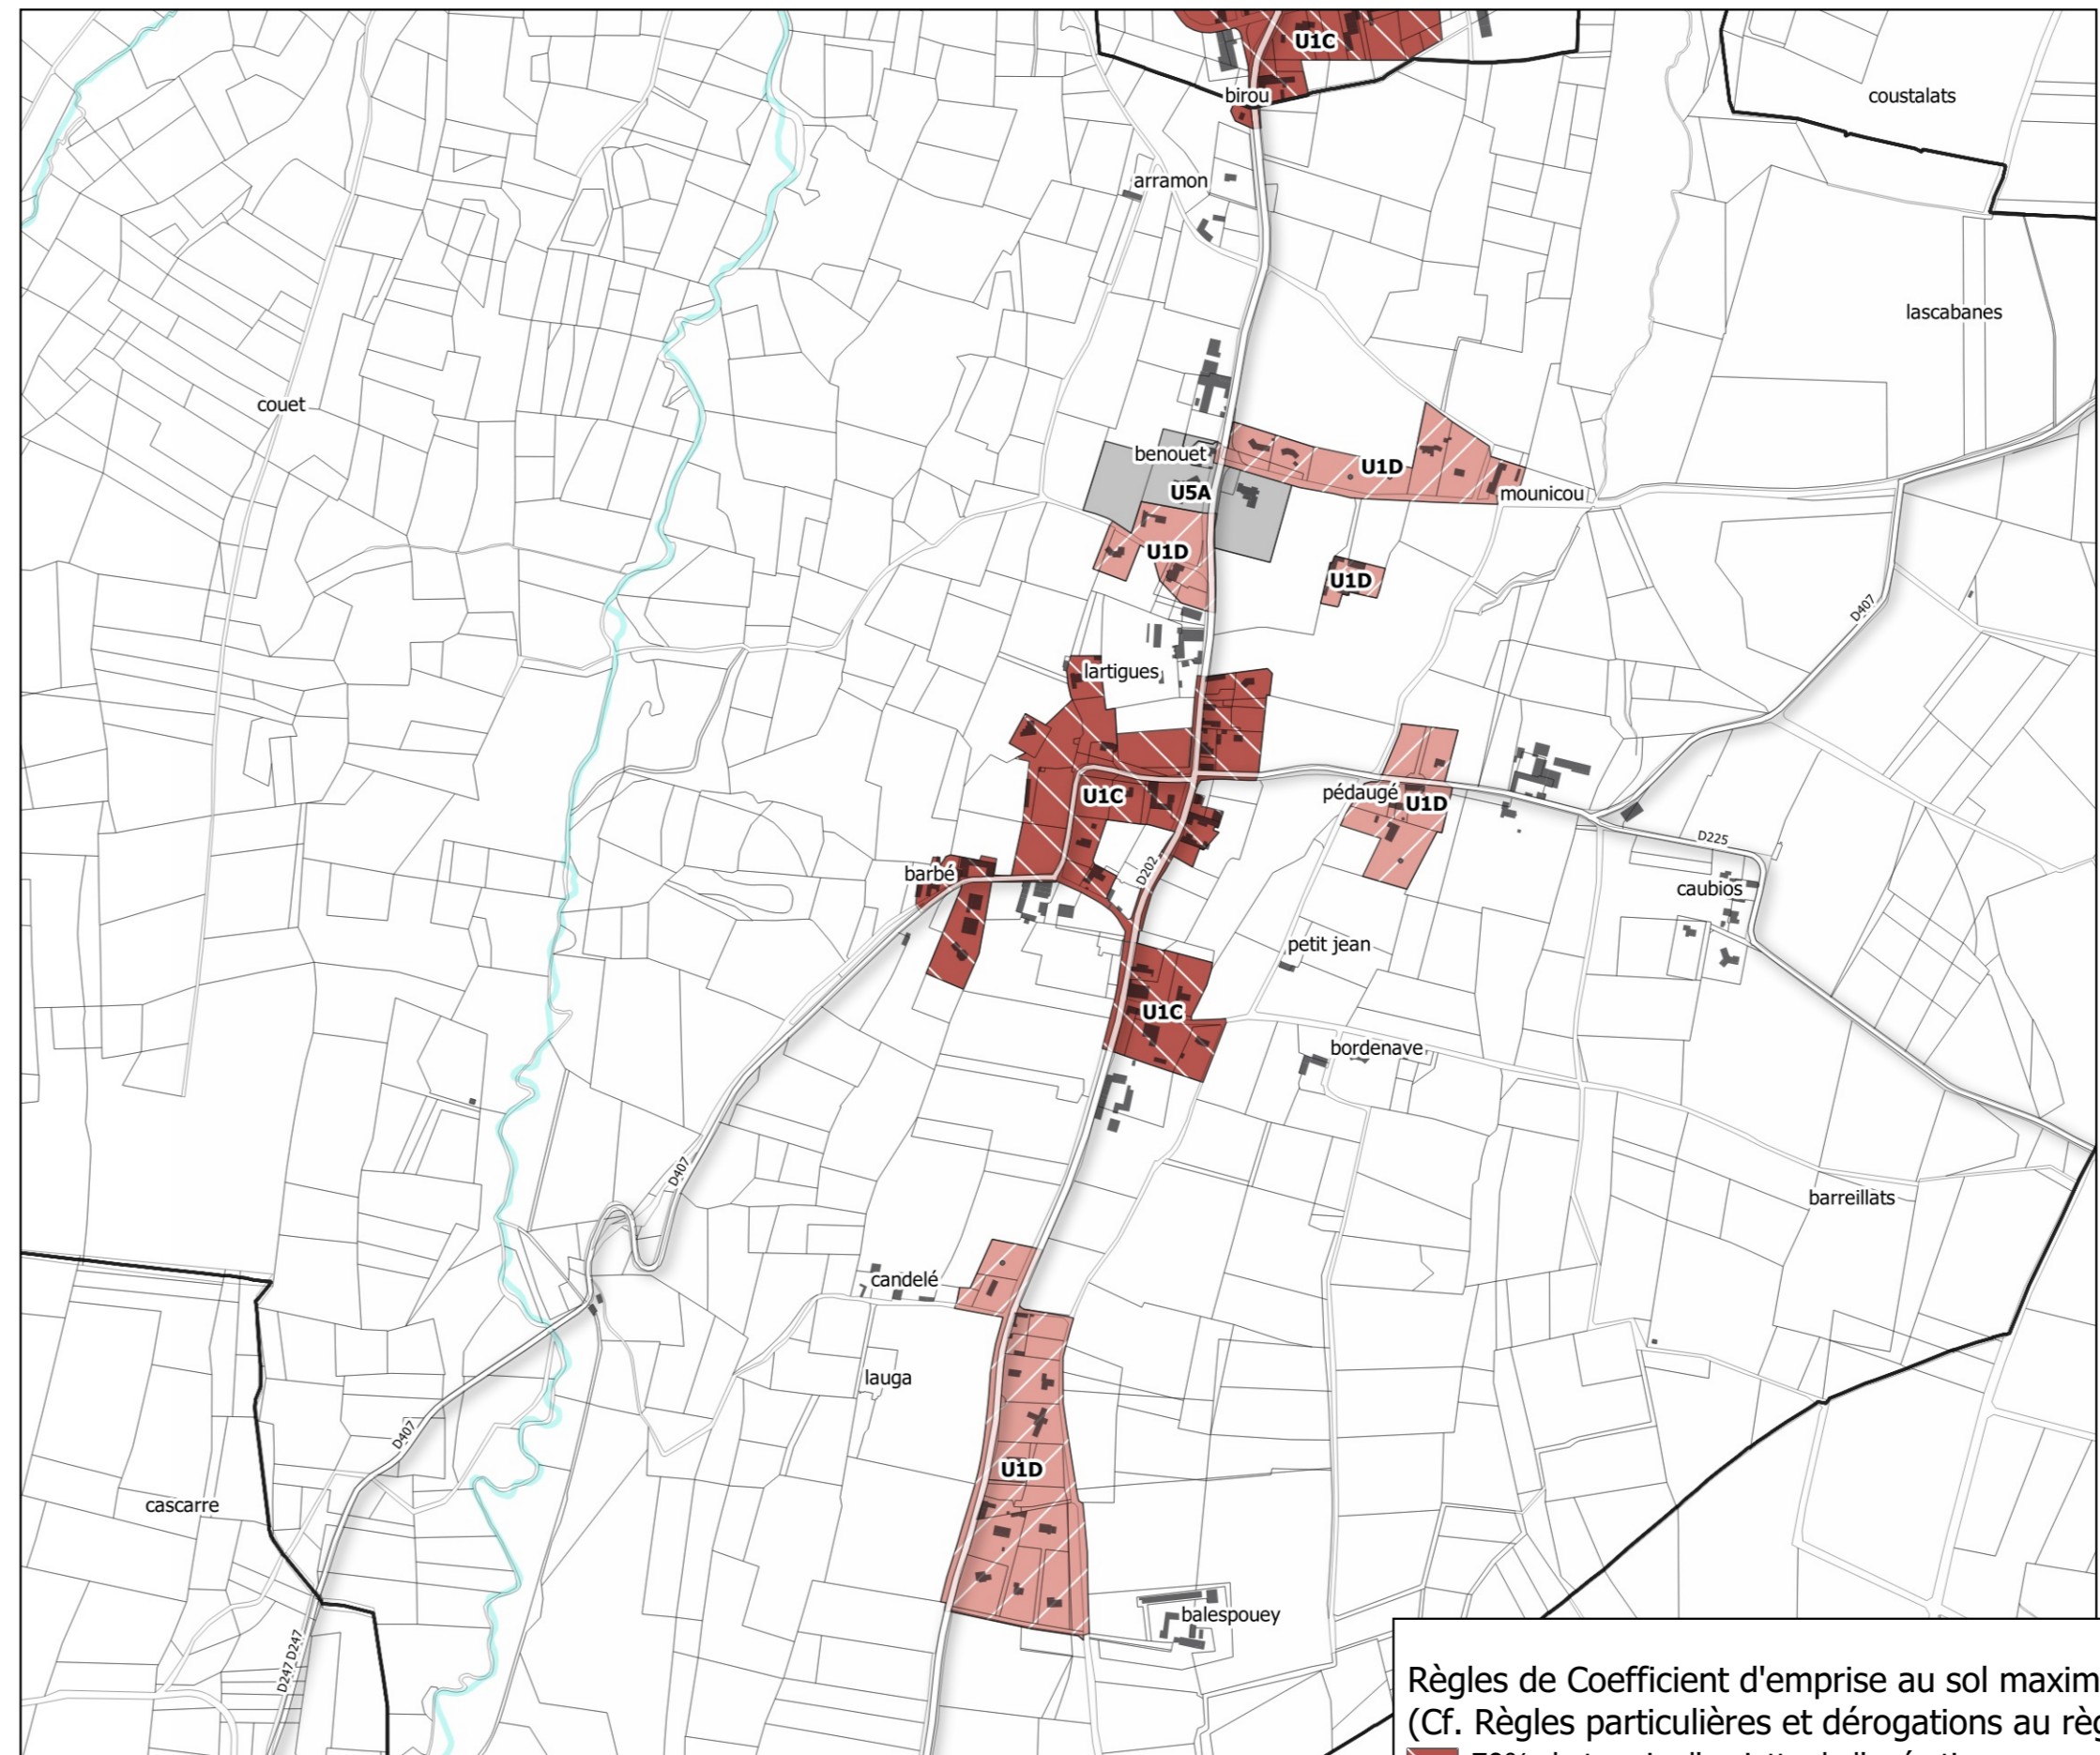 U1C
birou
coustalats
arramon
lascabanes
couet
benouet
U1D
U5A
mounicou
U1D
U1D
D407
lartigues
pédaugé
U1C
U1D
D225
D202
barbé
caubios
petit jean
U1C
bordenave
D407
barreillats
candelé
lauga
D407
U1D
cascarre
balespouey
D247 D247
Règles de Coefficient d'emprise au sol maxim
(Cf. Règles particulières et dérogations au règ